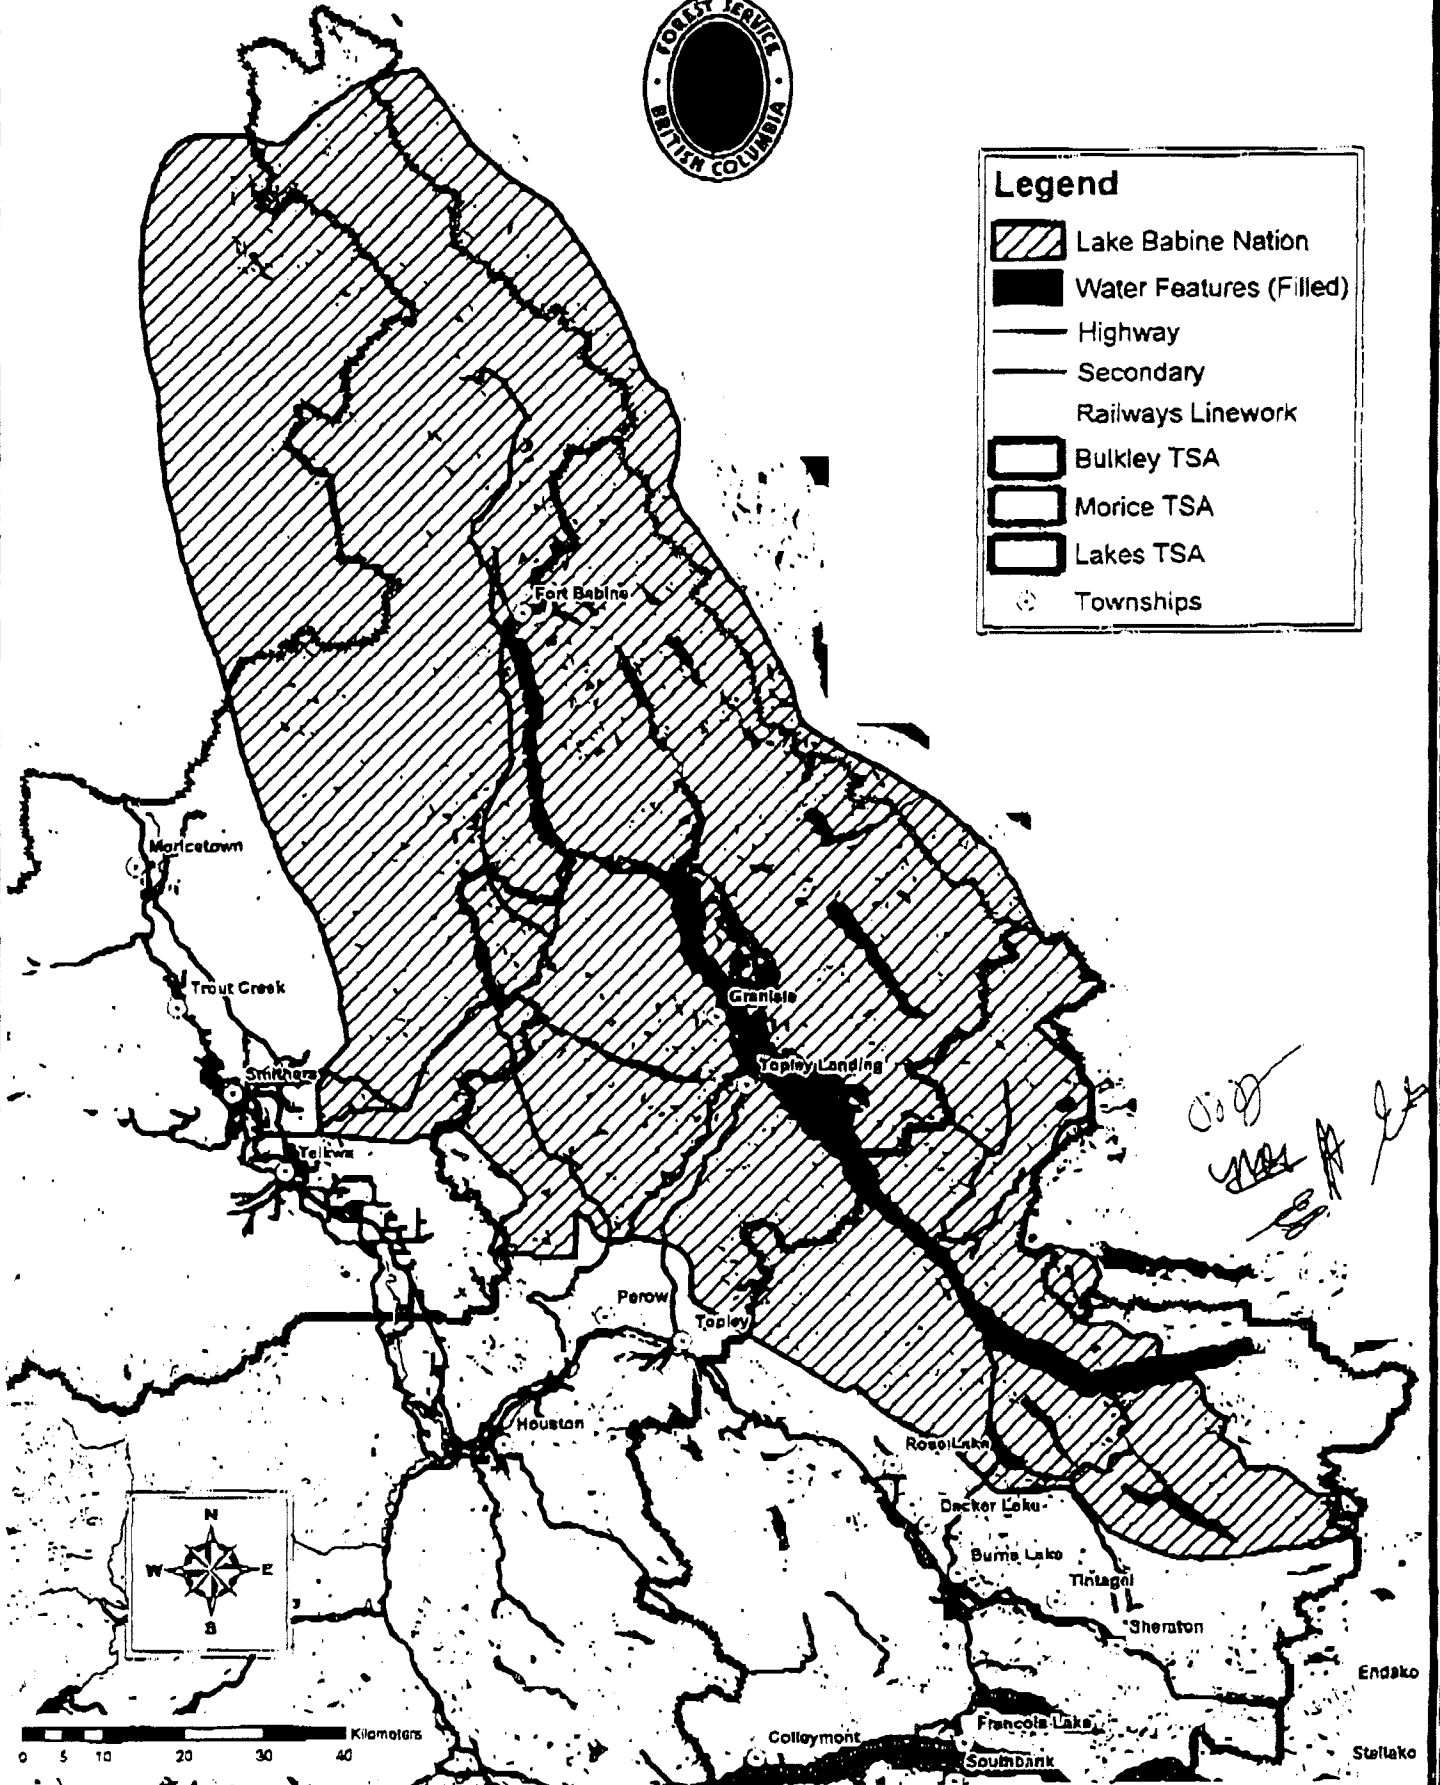 FOREST SERVICE
BRITISH COLUMBIA
Legend
Lake Babine Nation
Water Features (Filled)
Highway
Secondary
Railways Linework
Bulkley TSA
Morice TSA
Lakes TSA
Townships
Fort Babine
Moricetown
Trout Creek
Granisle
Topley Landing
Smithers
Telkwa
Perow
Topley
Houston
Rose Lake
Decker Lake
Burns Lake
Tintagel
Sheraton
Endako
Francois Lake
Colleymont
Southbank
Stellako
N
W E
S
Kilometers
0 5 10 20 30 40